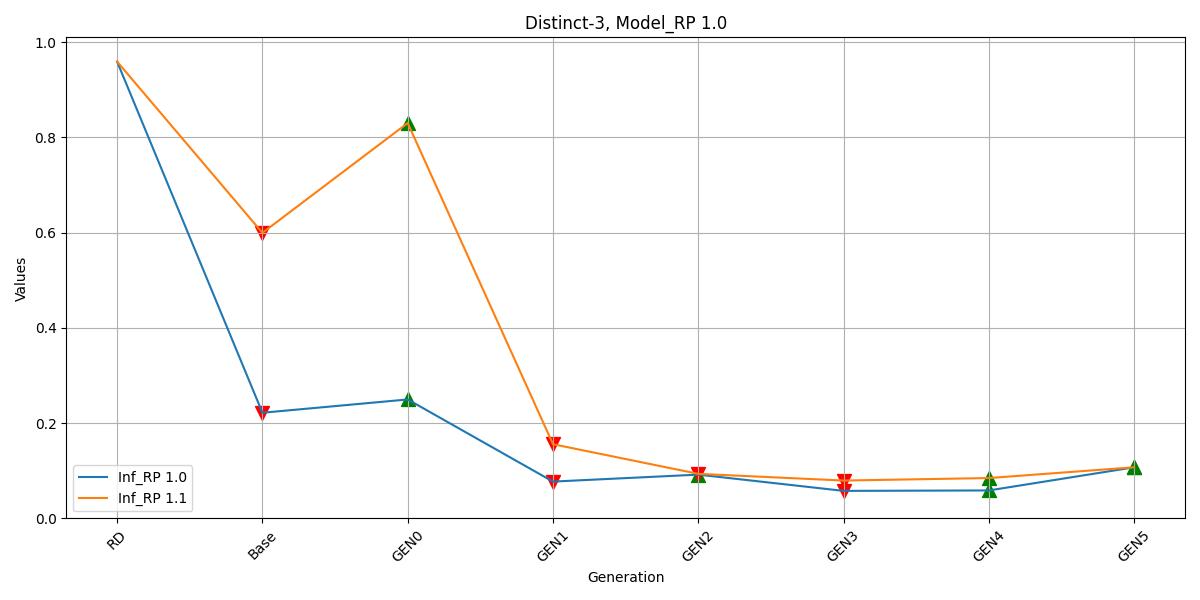 Distinct-3, Model_RP 1.0
Values
1.0
0.8
0.6
0.4
0.2
0.0
Inf_RP 1.0
Inf_RP 1.1
RD
Base
GEN0
GEN1
GEN2
GEN3
GEN4
GEN5
Generation